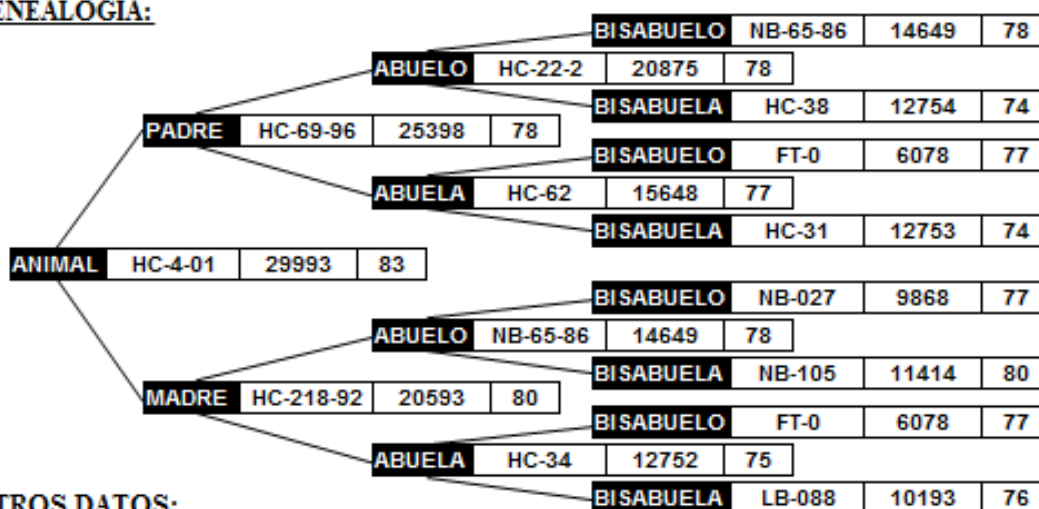 ENEALOGIA:
BISABUELO NB-65-86 14649 78
ABUELO HC-22-2 20875 78
BISABUELA HC-38 12754 74
PADRE HC-69-96 25398 78
BISABUELO FT-0 6078 77
ABUELA HC-62 15648 77
BISABUELA HC-31 12753 74
ANIMAL HC-4-01 29993 83
BISABUELO NB-027 9868 77
ABUELO NB-65-86 14649 78
BISABUELA NB-105 11414 80
MADRE HC-218-92 20593 80
BISABUELO FT-0 6078 77
ABUELA HC-34 12752 75
BISABUELA LB-088 10193 76
TROS DATOS: